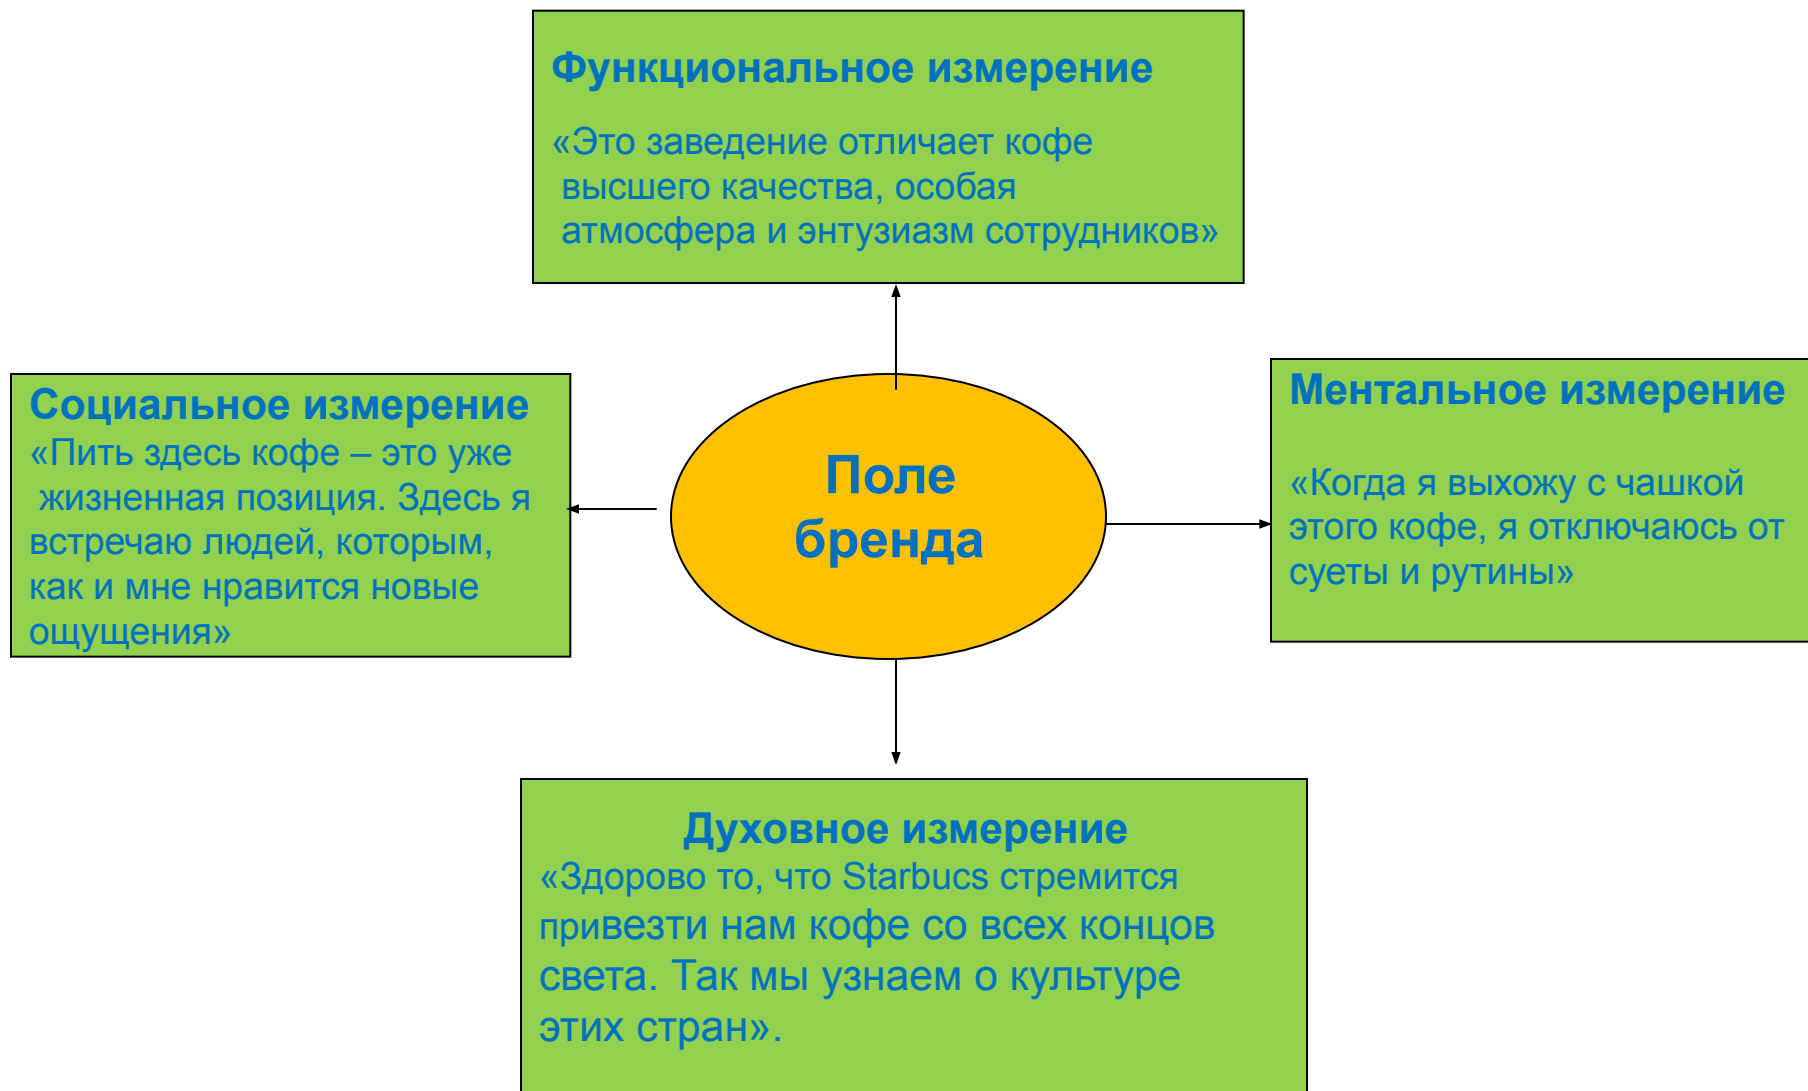 Функциональное измерение
«Это заведение отличает кофе
высшего качества, особая
атмосфера и энтузиазм сотрудников»
Социальное измерение
«Пить здесь кофе – это уже
жизненная позиция. Здесь я
встречаю людей, которым,
как и мне нравится новые
ощущения»
Поле
бренда
Ментальное измерение
«Когда я выхожу с чашкой
этого кофе, я отключаюсь от
суеты и рутины»
Духовное измерение
«Здорово то, что Starbucs стремится
привезти нам кофе со всех концов
света. Так мы узнаем о культуре
этих стран».